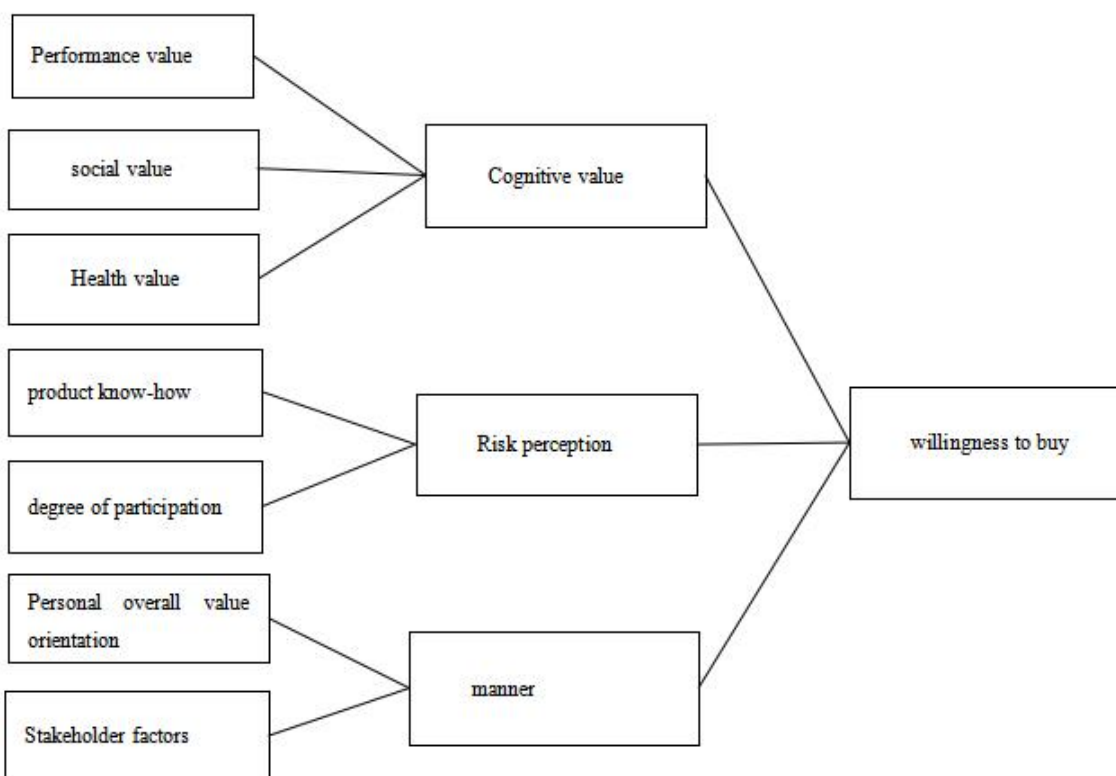 Performance value
social value
Cognitive value
Health value
product know-how
Risk perception
willingness to buy
degree of participation
Personal overall value
orientation
manner
Stakeholder factors